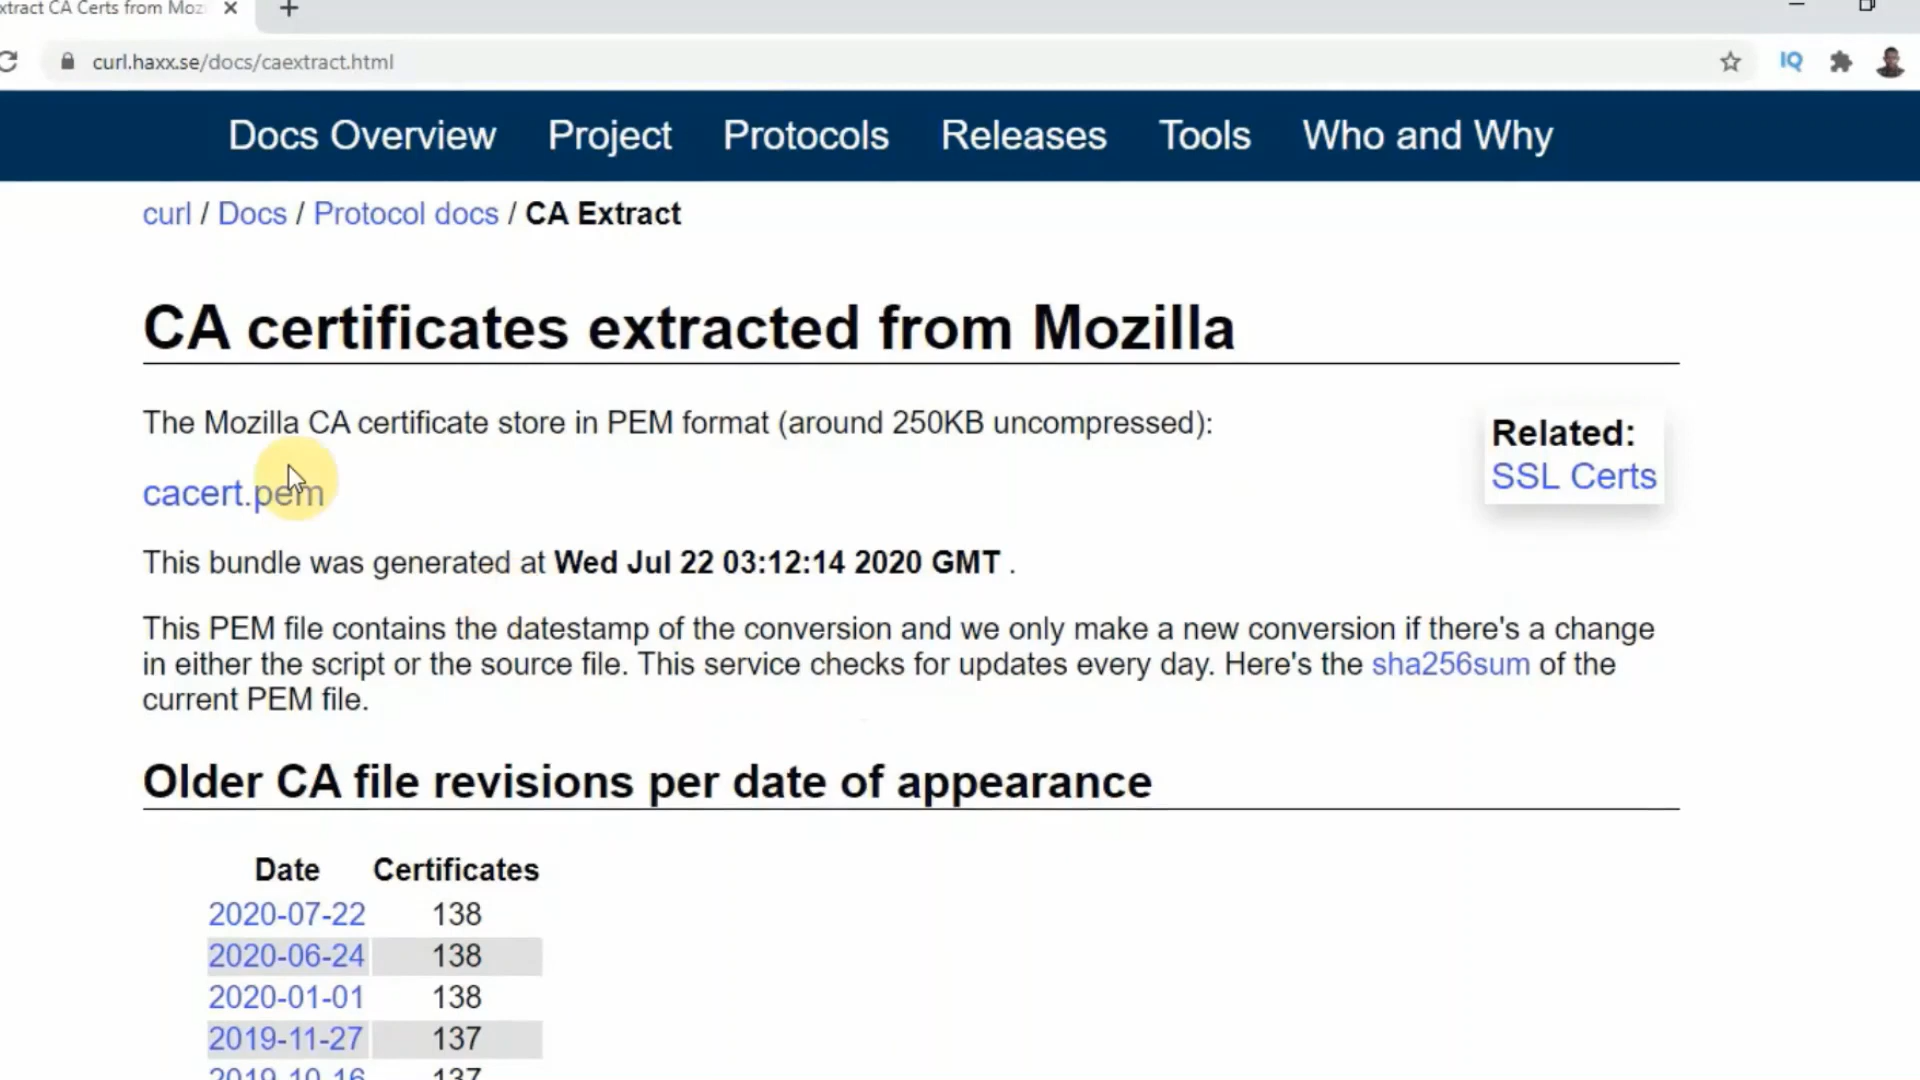 xtract CA Certs from Moz
curl.haxx.se/docs/caextract.html
IQ
Docs Overview Project Protocols Releases Tools Who and Why
curl / Docs / Protocol docs / CA Extract
CA certificates extracted from Mozilla
The Mozilla CA certificate store in PEM format (around 250KB uncompressed):
Related:
SSL Certs
cacert.pem
This bundle was generated at Wed Jul 22 03:12:14 2020 GMT .
This PEM file contains the datestamp of the conversion and we only make a new conversion if there's a change
in either the script or the source file. This service checks for updates every day. Here's the sha256sum of the
current PEM file.
Older CA file revisions per date of appearance
Date Certificates
2020-07-22 138
2020-06-24 138
2020-01-01 138
2019-11-27 137
2019-10-16 137